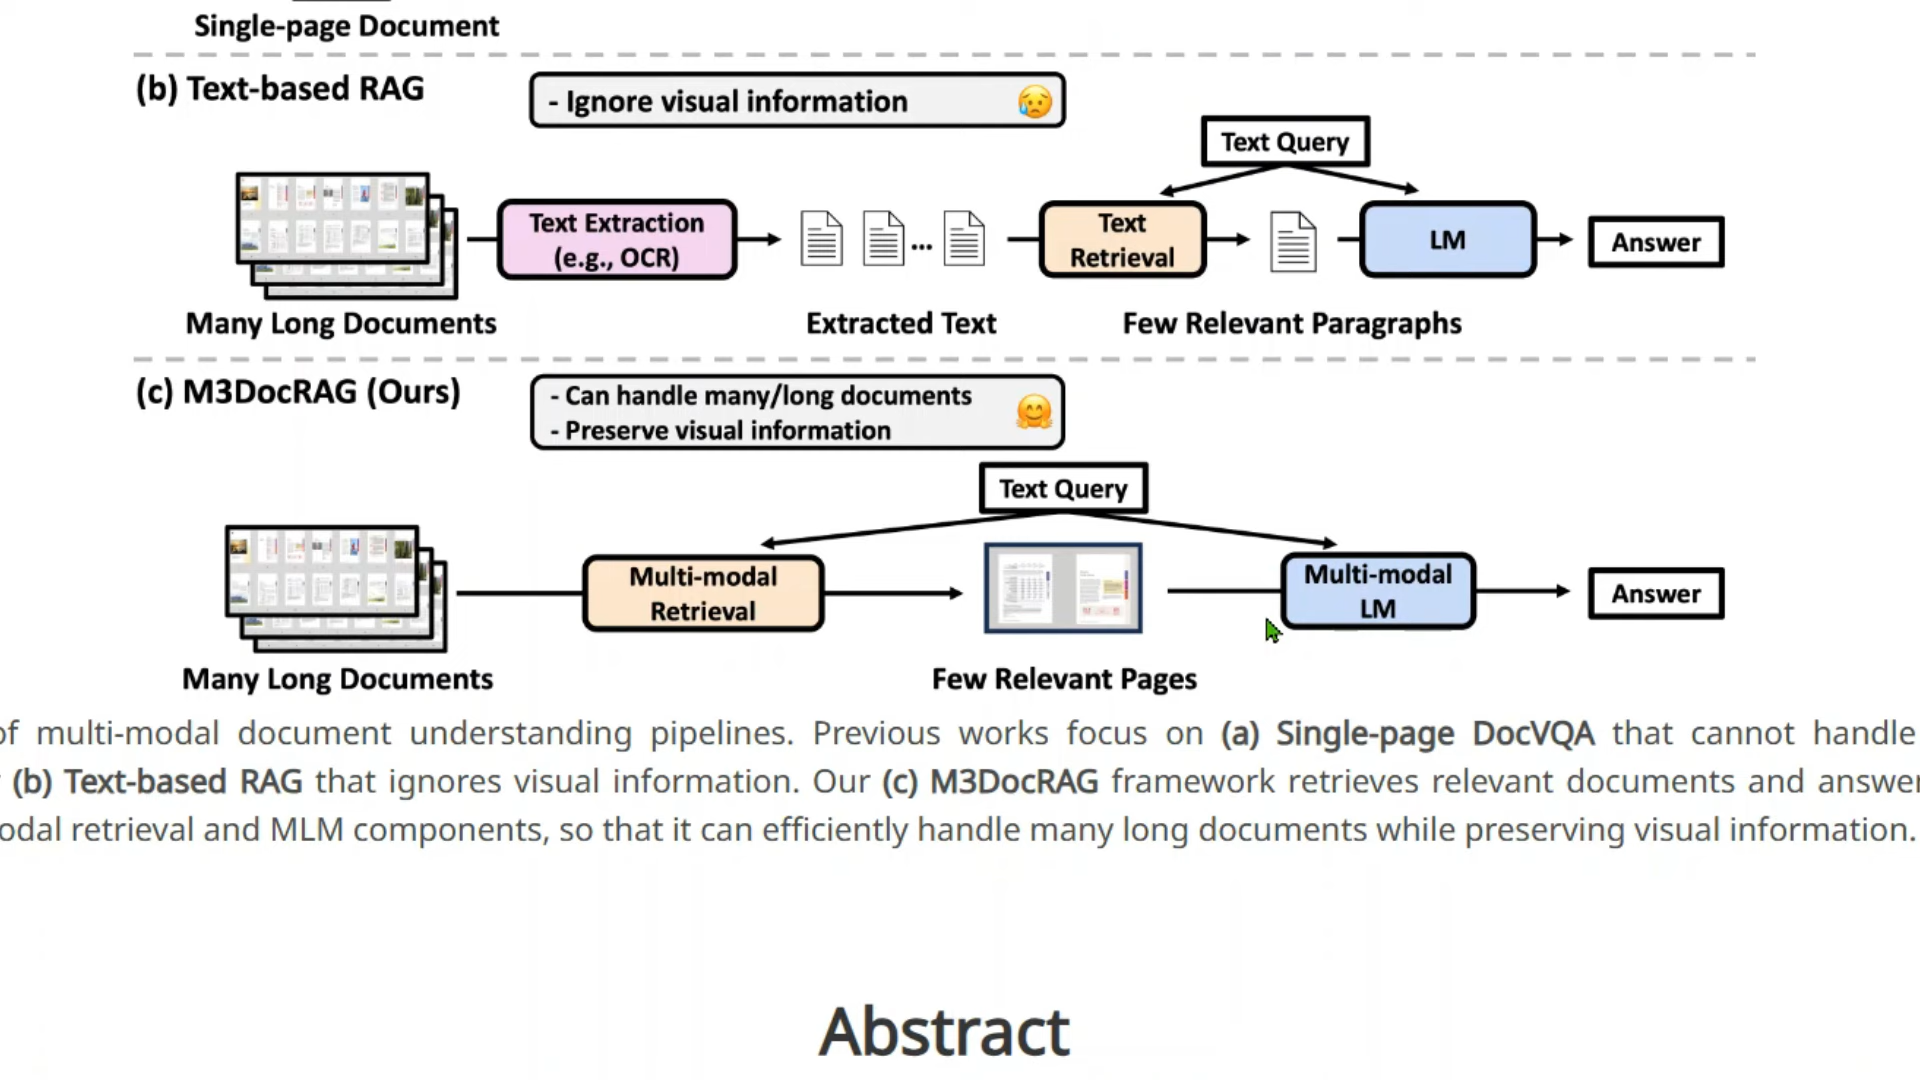 Single-page Document
(b) Text-based RAG
- Ignore visual information
Text Query
Text Extraction
(e.g., OCR)
...
Text
Retrieval
LM
Answer
Many Long Documents
Extracted Text
Few Relevant Paragraphs
(c) M3DocRAG (Ours)
- Can handle many/long documents
- Preserve visual information
Text Query
Multi-modal
Retrieval
Multi-modal
LM
Answer
Many Long Documents
Few Relevant Pages
of multi-modal document understanding pipelines. Previous works focus on (a) Single-page DocVQA that cannot handle
(b) Text-based RAG that ignores visual information. Our (c) M3DocRAG framework retrieves relevant documents and answer
odal retrieval and MLM components, so that it can efficiently handle many long documents while preserving visual information.
Abstract